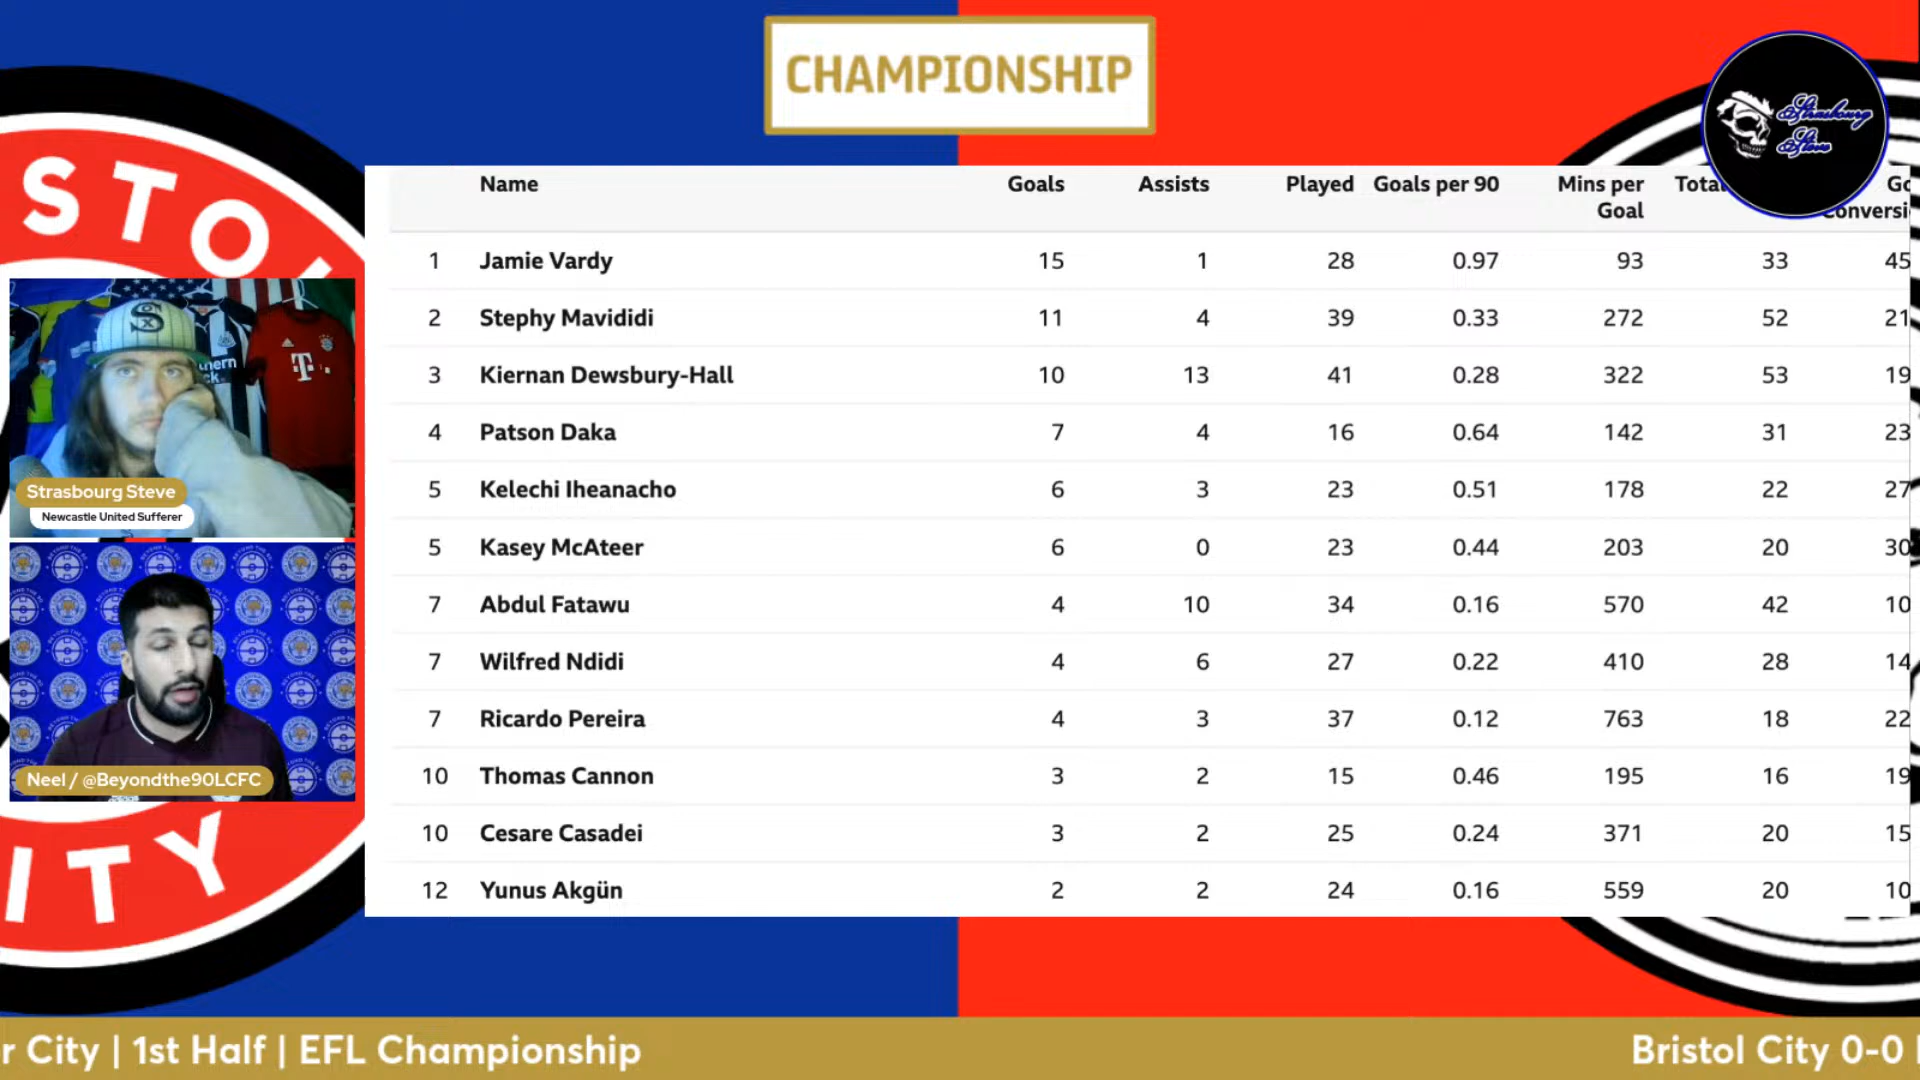 CHAMPIONSHIP
Strasbourg
Steve
STOL
Name Goals Assists Played Goals per 90 Mins per Goal Total Go Conversi
1 Jamie Vardy 15 1 28 0.97 93 33 45
2 Stephy Mavididi 11 4 39 0.33 272 52 21
3 Kiernan Dewsbury-Hall 10 13 41 0.28 322 53 19
4 Patson Daka 7 4 16 0.64 142 31 23
5 Kelechi Iheanacho 6 3 23 0.51 178 22 27
5 Kasey McAteer 6 0 23 0.44 203 20 30
7 Abdul Fatawu 4 10 34 0.16 570 42 10
7 Wilfred Ndidi 4 6 27 0.22 410 28 14
7 Ricardo Pereira 4 3 37 0.12 763 18 22
10 Thomas Cannon 3 2 15 0.46 195 16 19
10 Cesare Casadei 3 2 25 0.24 371 20 15
12 Yunus Akgün 2 2 24 0.16 559 20 10
Strasbourg Steve
Newcastle United Sufferer
Neel / @Beyondthe90LCFC
ITY
r City | 1st Half | EFL Championship
Bristol City 0-0